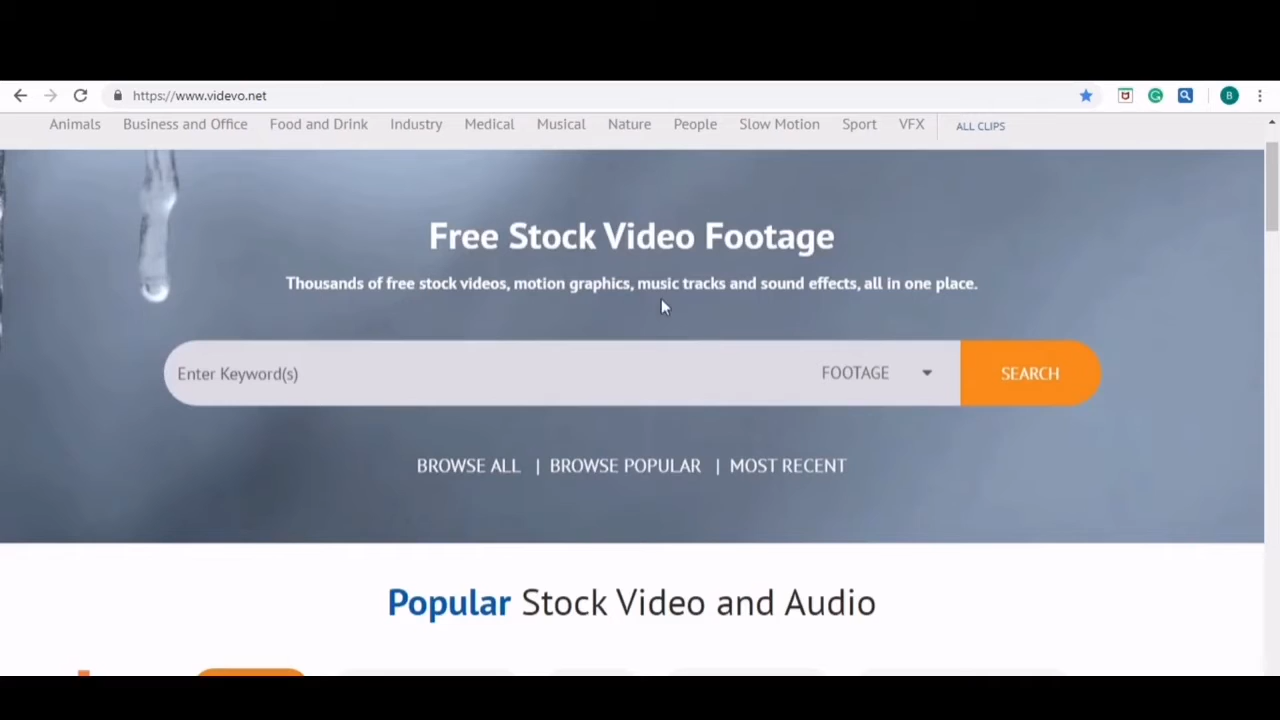 https://www.videvo.net
B
Animals Business and Office Food and Drink Industry Medical Musical Nature People Slow Motion Sport VFX ALL CLIPS
Free Stock Video Footage
Thousands of free stock videos, motion graphics, music tracks and sound effects, all in one place.
Enter Keyword(s) FOOTAGE SEARCH
BROWSE ALL | BROWSE POPULAR | MOST RECENT
Popular Stock Video and Audio